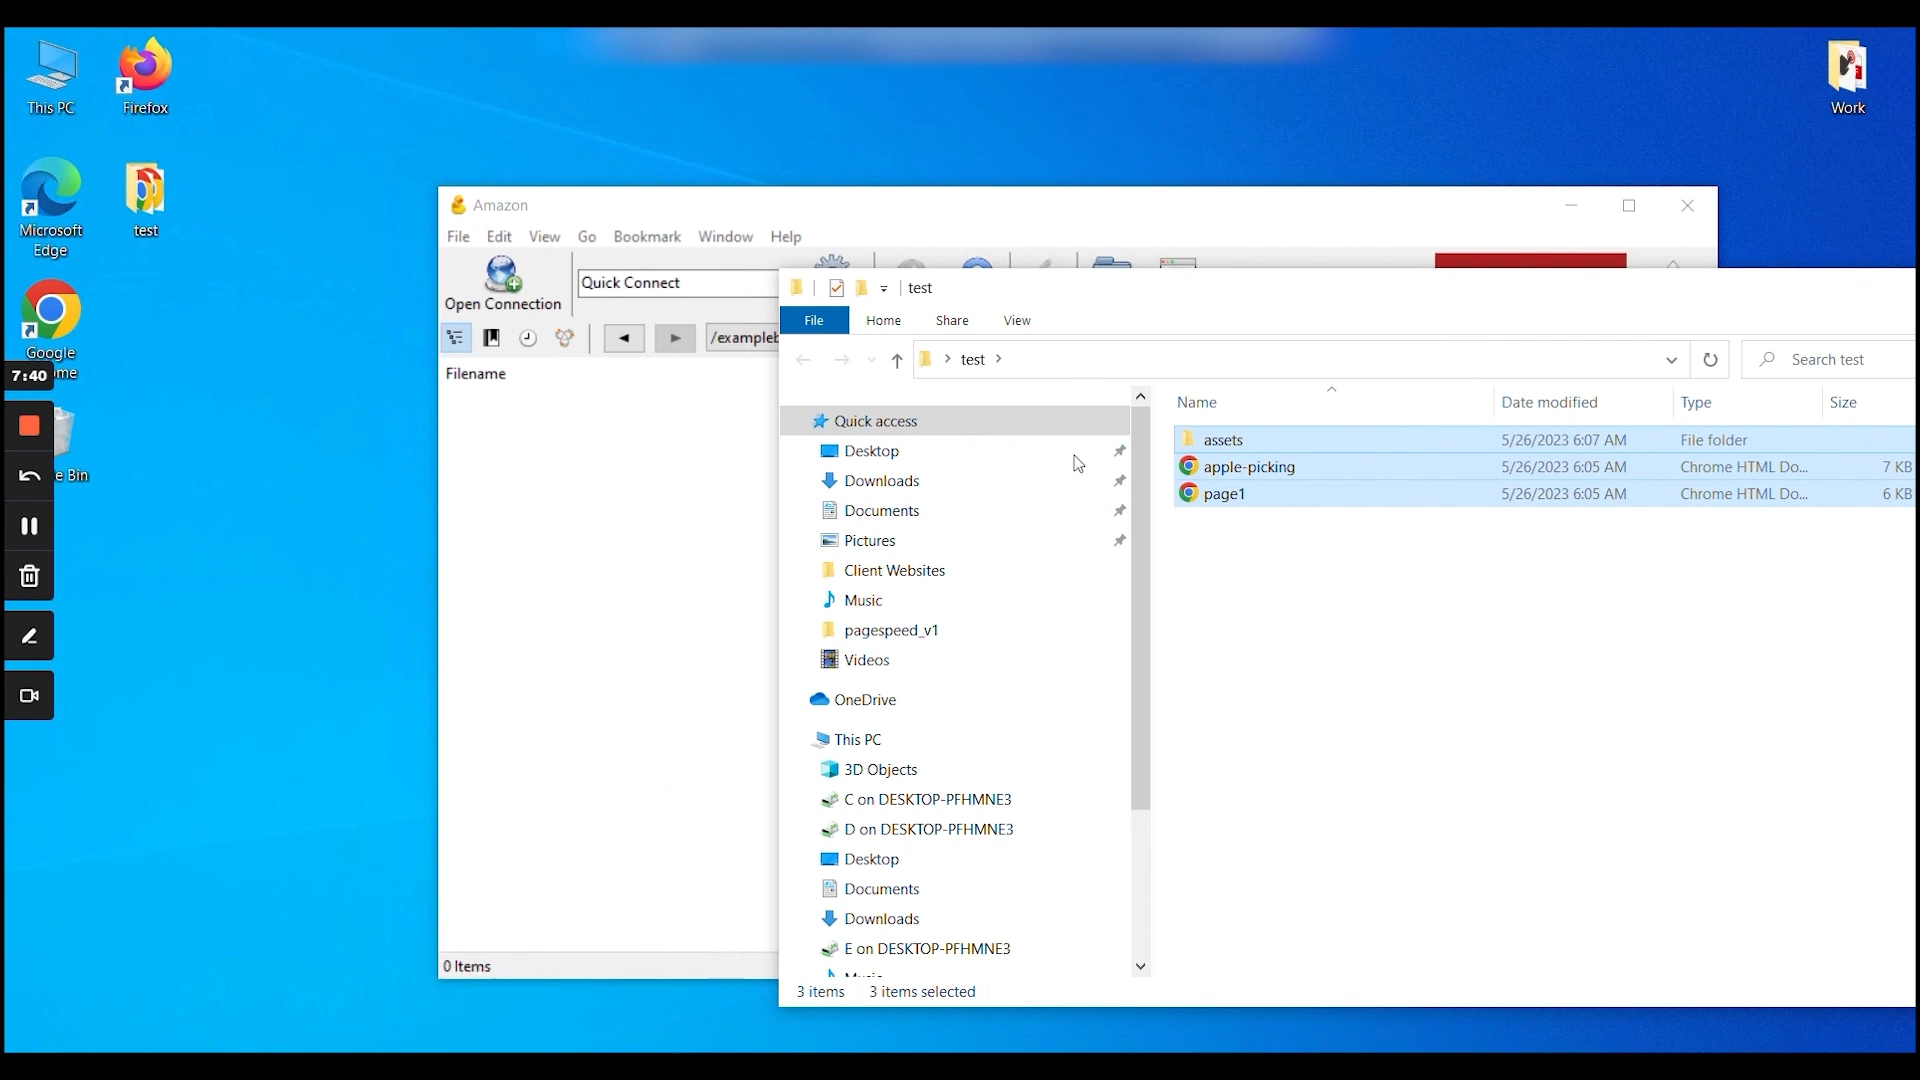 This PC
Firefox
Work
Microsoft
Edge
test
Google
me
7:40
e Bin
Amazon
File Edit View Go Bookmark Window Help
Open Connection
Quick Connect
/exampleb
Filename
0 Items
test
File Home Share View
test
Search test
Name Date modified Type Size
assets 5/26/2023 6:07 AM File folder
apple-picking 5/26/2023 6:05 AM Chrome HTML Do... 7 KB
page1 5/26/2023 6:05 AM Chrome HTML Do... 6 KB
Quick access
Desktop
Downloads
Documents
Pictures
Client Websites
Music
pagespeed_v1
Videos
OneDrive
This PC
3D Objects
C on DESKTOP-PFHMNE3
D on DESKTOP-PFHMNE3
Desktop
Documents
Downloads
E on DESKTOP-PFHMNE3
Music
3 items 3 items selected